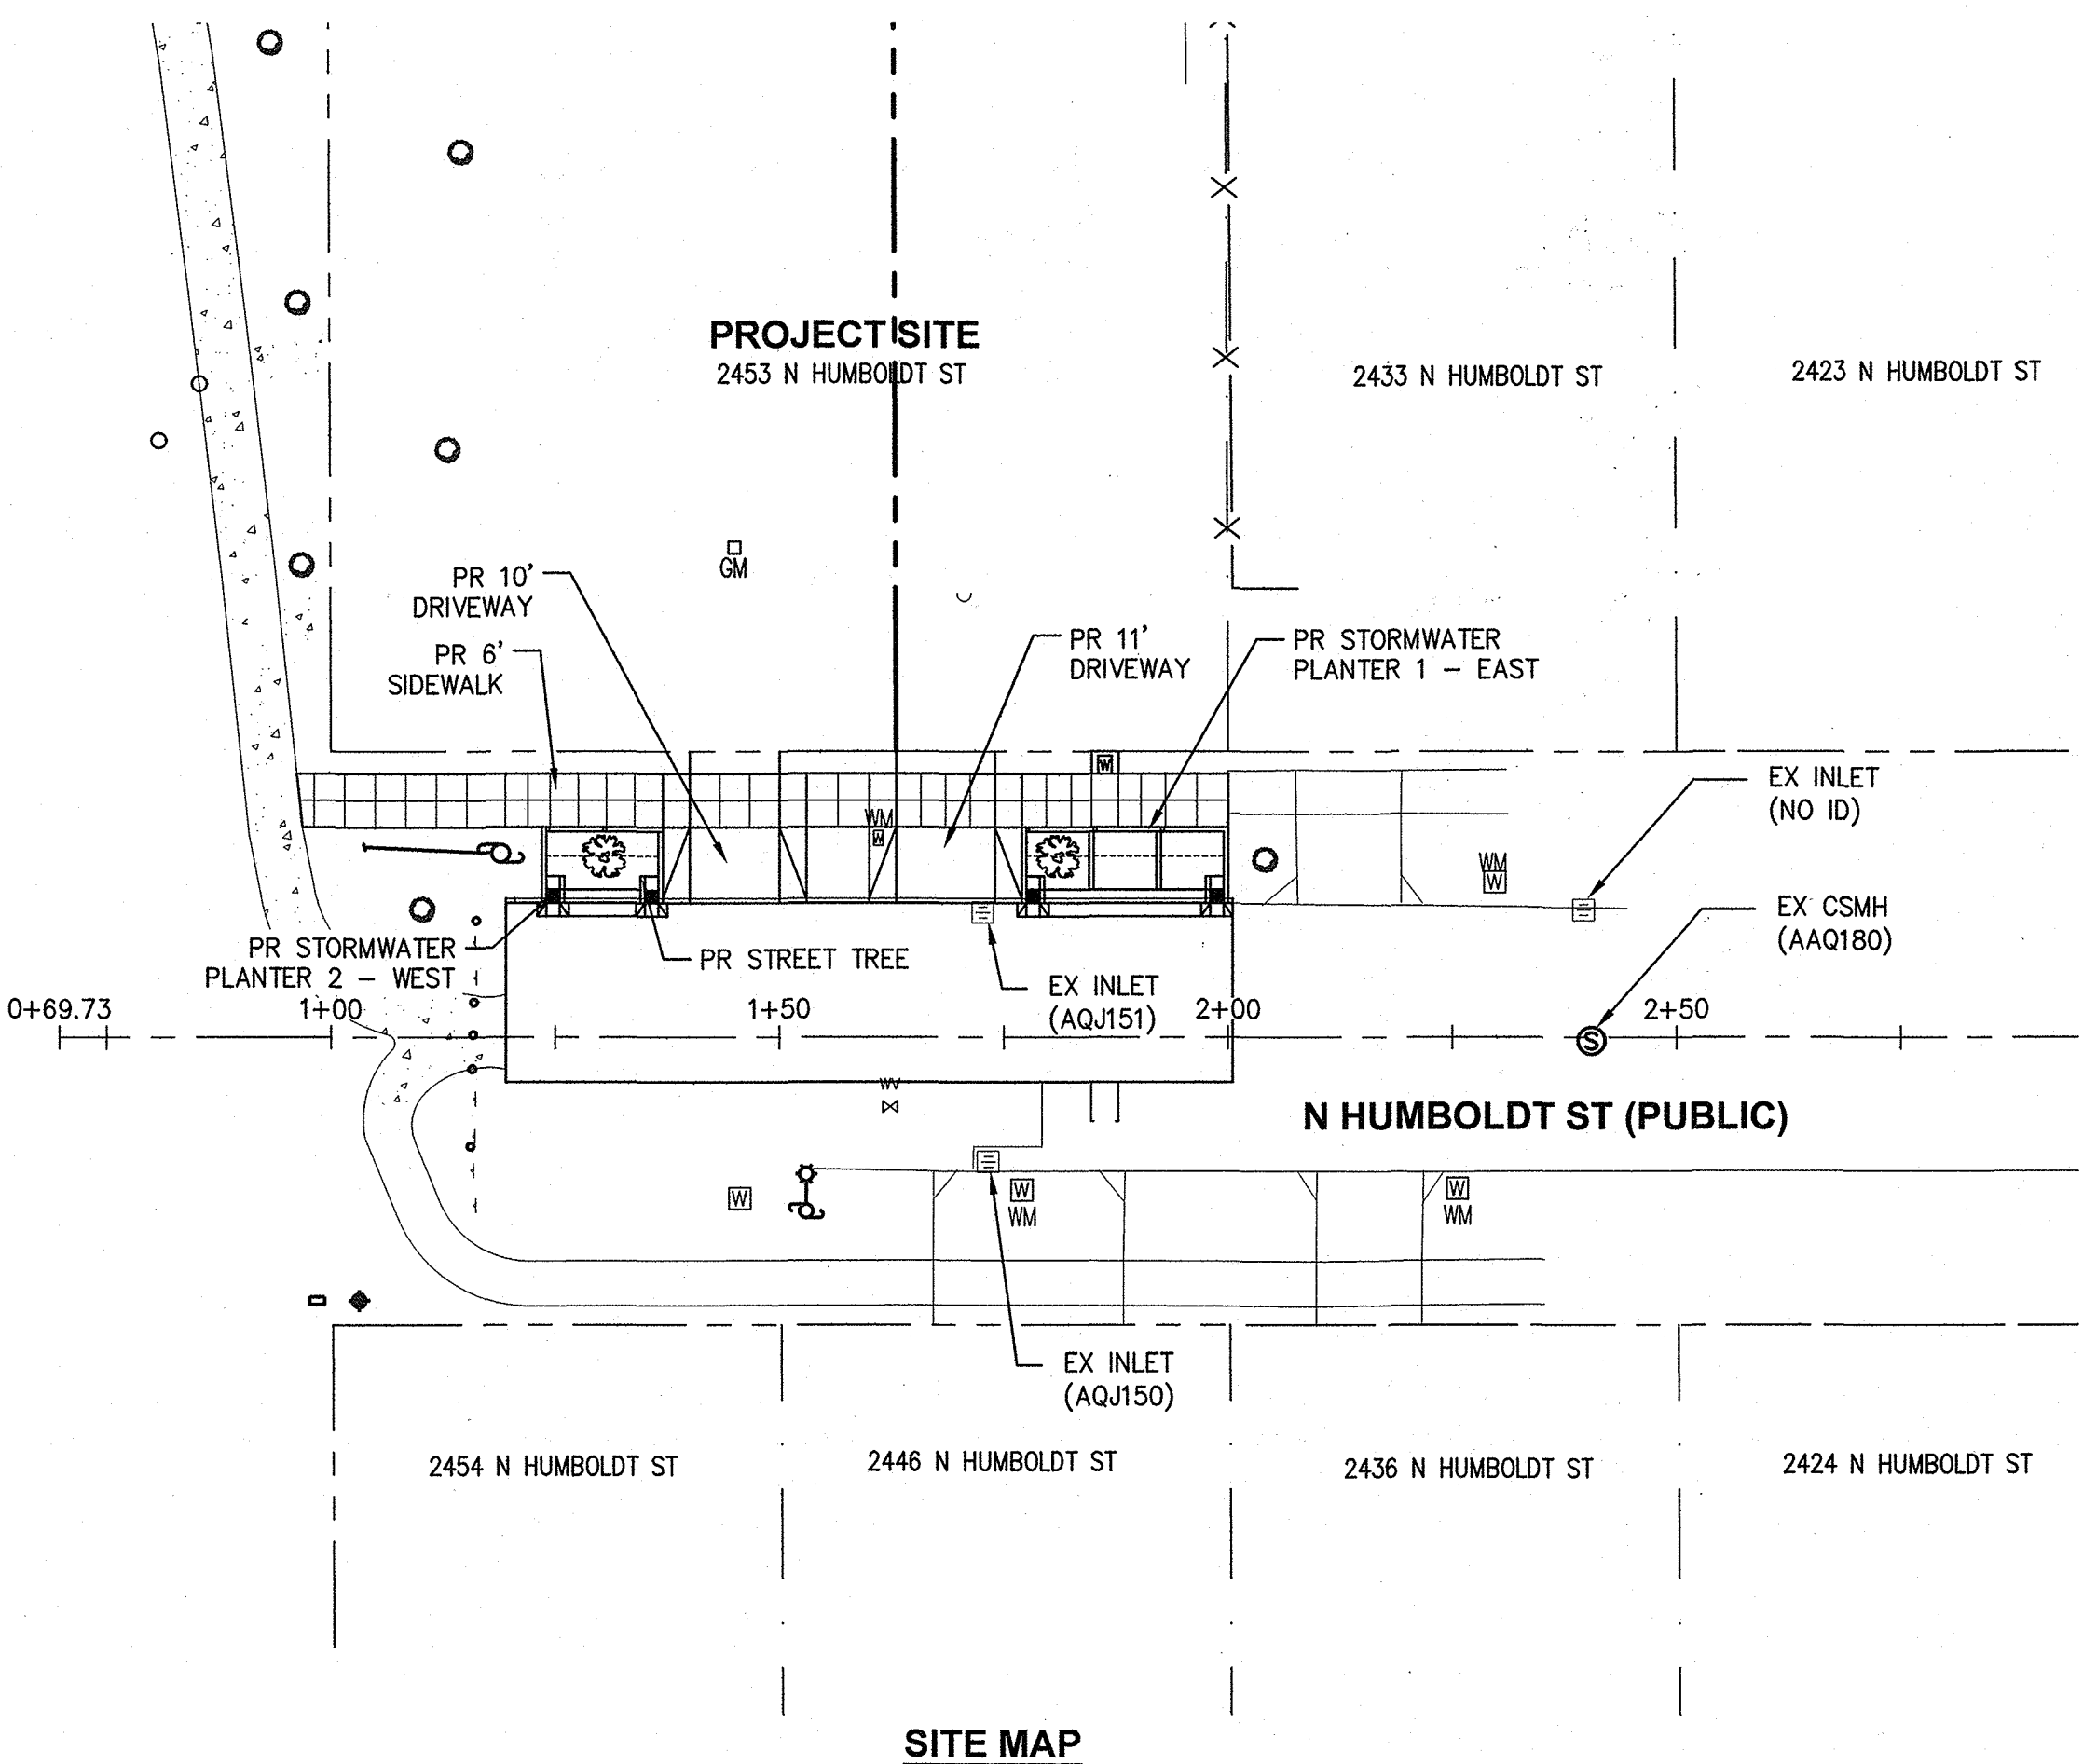 PROJECT SITE
2453 N HUMBOLDT ST
2433 N HUMBOLDT ST
2423 N HUMBOLDT ST
GM
PR 10'
DRIVEWAY
PR 6'
SIDEWALK
PR 11'
DRIVEWAY
PR STORMWATER
PLANTER 1 – EAST
W
EX INLET
(NO ID)
WM
W
WM
W
EX CSMH
(AAQ180)
PR STORMWATER
PLANTER 2 – WEST
PR STREET TREE
EX INLET
(AQJ151)
0+69.73
1+00
1+50
2+00
2+50
S
WV
N HUMBOLDT ST (PUBLIC)
W
W
WM
W
WM
EX INLET
(AQJ150)
2454 N HUMBOLDT ST
2446 N HUMBOLDT ST
2436 N HUMBOLDT ST
2424 N HUMBOLDT ST
SITE MAP